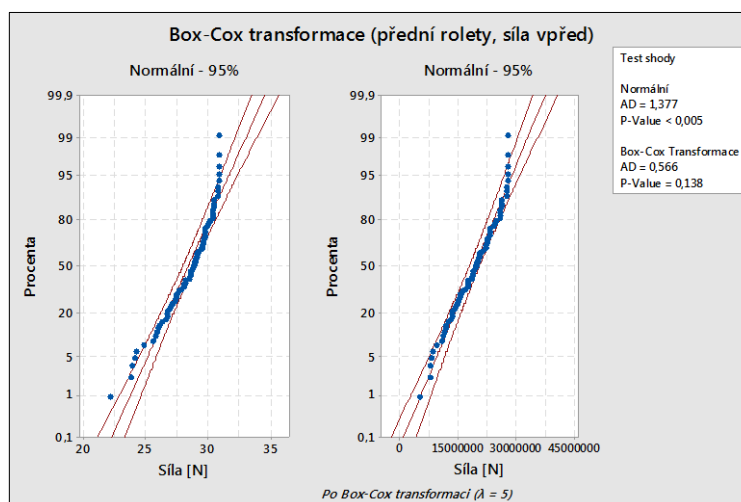 Box-Cox transformace (přední rolety, síla vpřed)
Normální - 95%
99,9
99
95
80
50
20
5
1
0,1
Procenta
20
25
30
35
Síla [N]
Normální - 95%
99,9
99
95
80
50
20
5
1
0,1
Procenta
0
15000000
30000000
45000000
Síla [N]
Po Box-Cox transformaci (λ = 5)
Test shody
Normální
AD = 1,377
P-Value < 0,005
Box-Cox Transformace
AD = 0,566
P-Value = 0,138